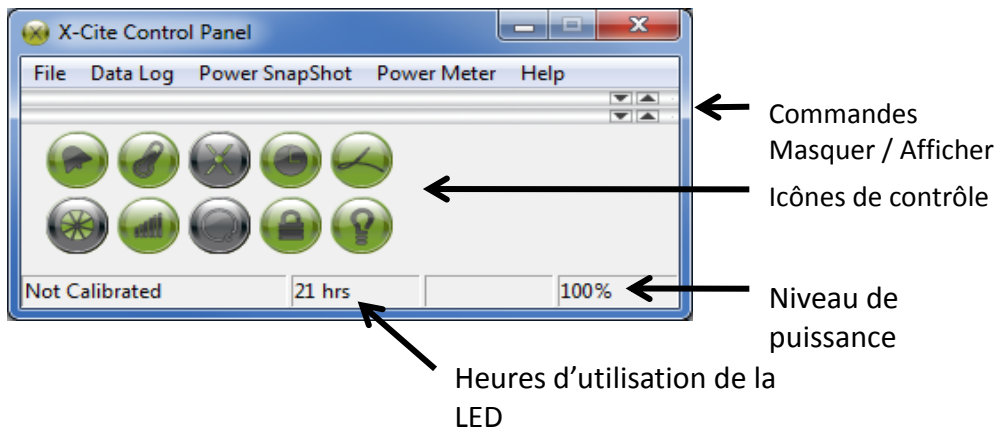 X-Cite Control Panel
File Data Log Power SnapShot Power Meter Help
Commandes
Masquer / Afficher
Icônes de contrôle
Not Calibrated 21 hrs 100%
Niveau de
puissance
Heures d’utilisation de la
LED